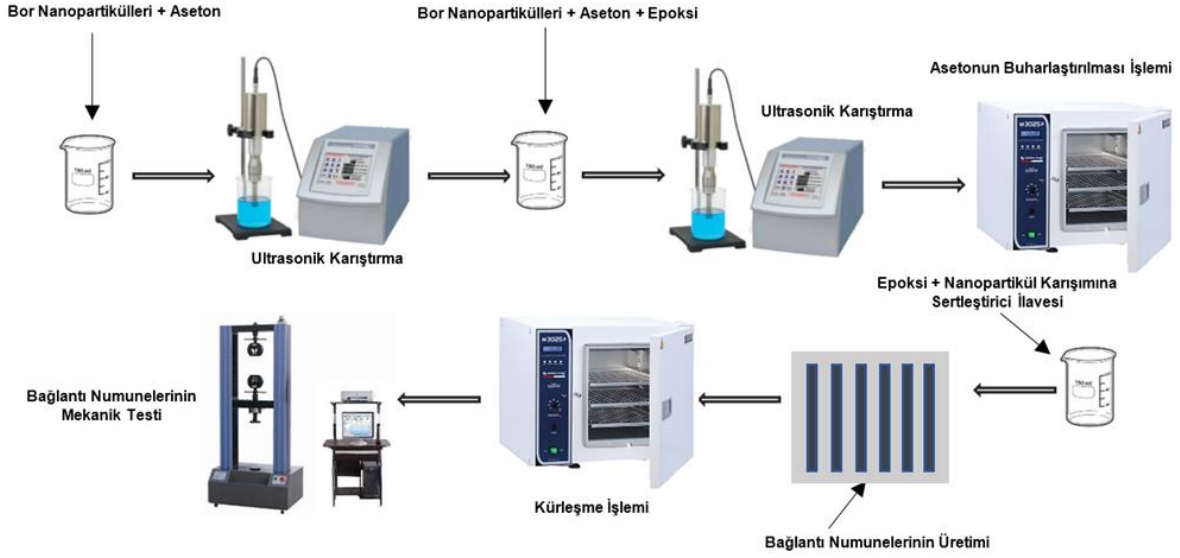 Bor Nanopartikülleri + Aseton
Bor Nanopartikülleri + Aseton + Epoksi
Asetonun Buharlaştırılması İşlemi
Ultrasonik Karıştırma
Ultrasonik Karıştırma
Epoksi + Nanopartikül Karışımına
Sertleştirici İlavesi
Bağlantı Numunelerinin
Mekanik Testi
Kürleşme İşlemi
Bağlantı Numunelerinin Üretimi